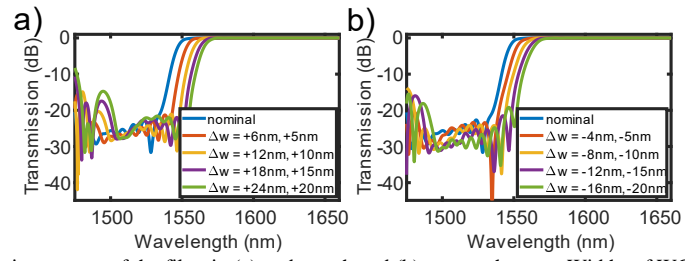 a)
0
-10
-20
-30
-40
Transmission (dB)
nominal
Δw = +6nm,+5nm
Δw = +12nm,+10nm
Δw = +18nm,+15nm
Δw = +24nm,+20nm
1500
1550
1600
1650
Wavelength (nm)
b)
0
-10
-20
-30
-40
Transmission (dB)
nominal
Δw = -4nm,-5nm
Δw = -8nm,-10nm
Δw = -12nm,-15nm
Δw = -16nm,-20nm
1500
1550
1600
1650
Wavelength (nm)